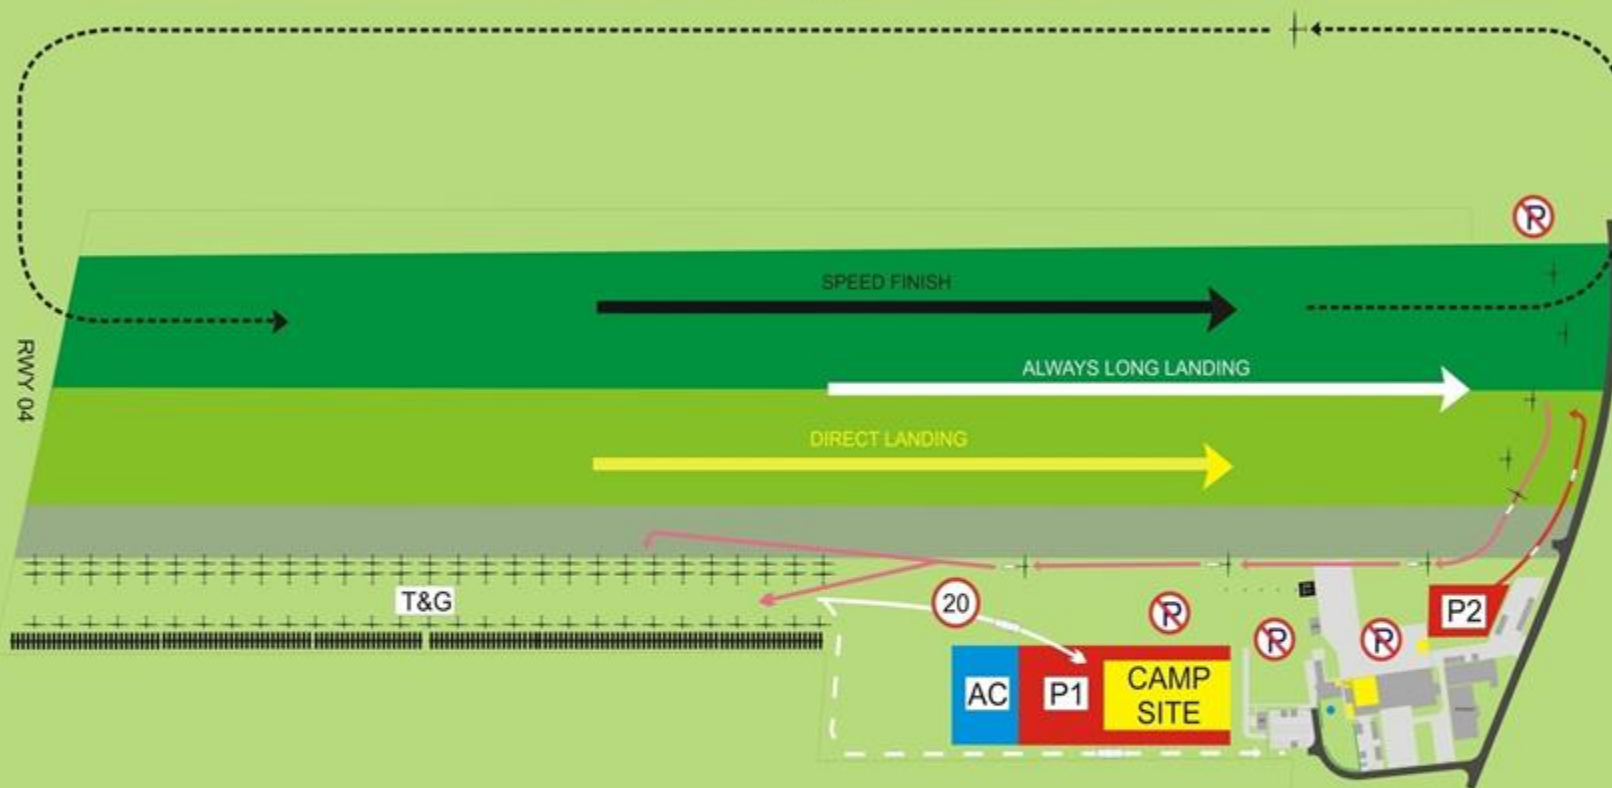 SPEED FINISH
ALWAYS LONG LANDING
RWY 04
DIRECT LANDING
T&G
20
P2
AC
P1
CAMP
SITE
P
P
P
P